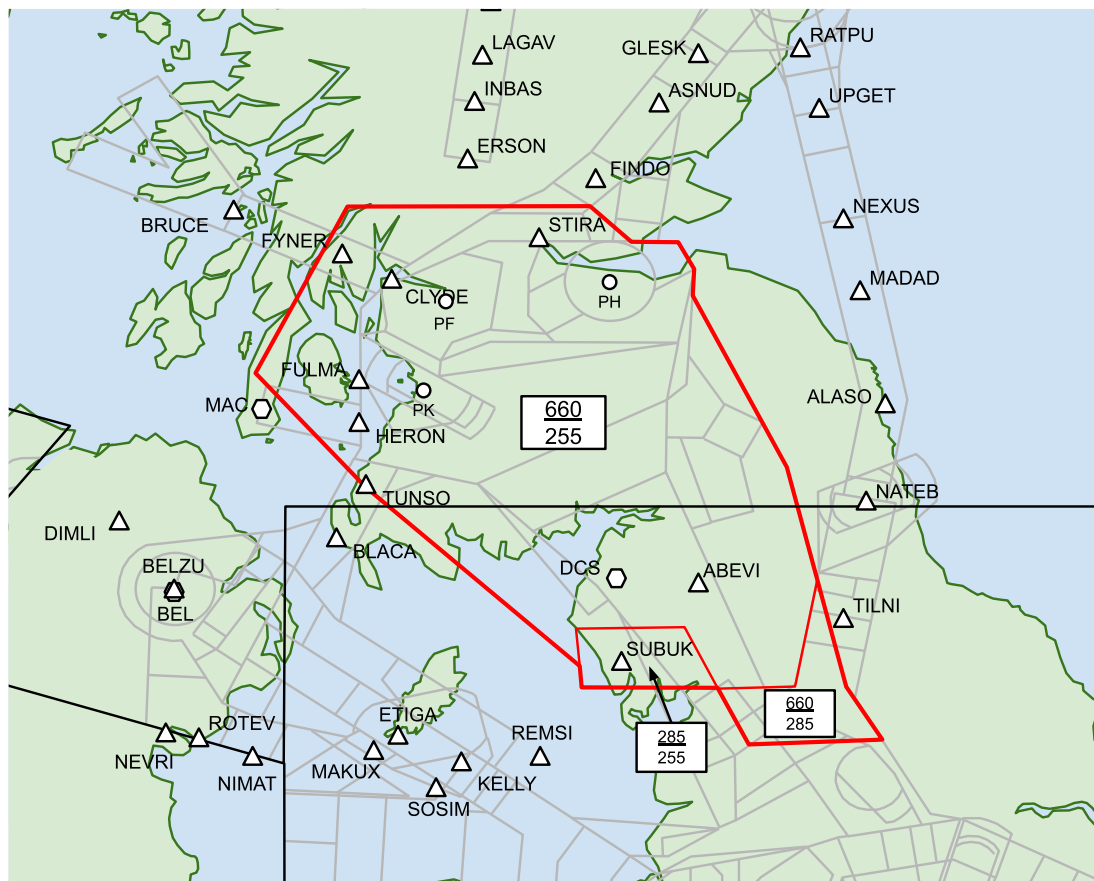 LAGAV
GLESK
RATPU
INBAS
ASNUD
UPGET
ERSON
FINDO
BRUCE
NEXUS
FYNER
STIRA
CLYDE
MADAD
PF
PH
FULMA
MAC
PK
ALASO
HERON
660
255
TUNSO
NATEB
DIMLI
BLACA
BELZU
BEL
DCS
ABEVI
TILNI
SUBUK
ETIGA
ROTEV
NEVRI
NIMAT
MAKUX
REMSI
KELLY
SOSIM
285
255
660
285